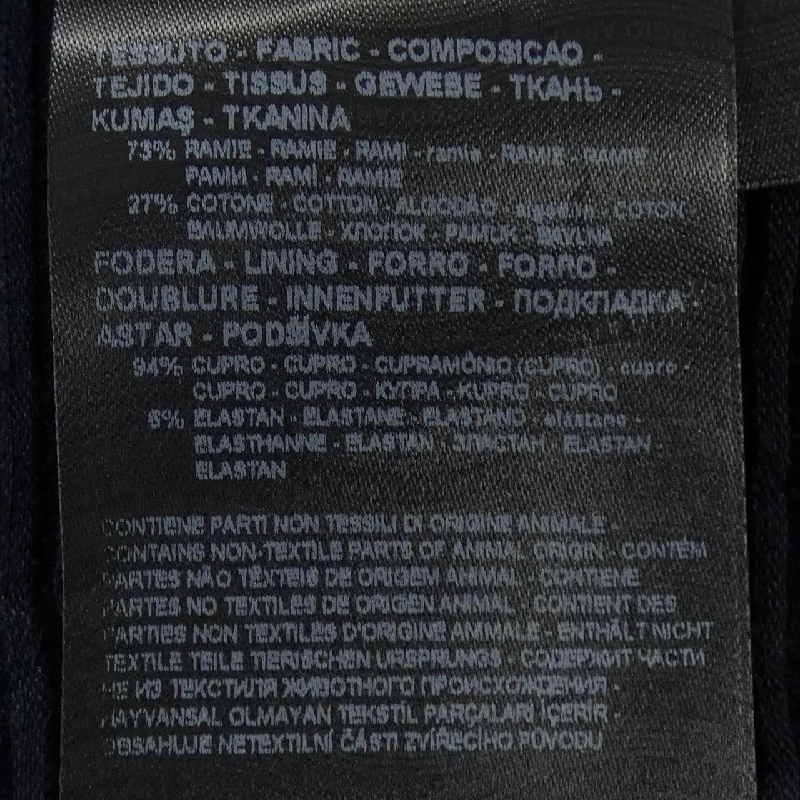 TESSUTO - FABRIC - COMPOSICAO -
TEJIDO - TISSUS - GEWEBE - ТКАНЬ -
KUMAŞ - TKANINA
73% RAMIE - RAMIE - RAMI - ramio - RAMIE - RAMIE
РАМИ - RAMİ - RAMIE
27% COTONE - COTTON - ALGODÃO - algodon - COTON
BAUMWOLLE - ХЛОПОК - PAMUK - BAVLNA
FODERA - LINING - FORRO - FORRO -
DOUBLURE - INNENFUTTER - ПОДКЛАДКА -
ASTAR - PODŠÍVKA
94% CUPRO - CUPRO - CUPRAMÔNIO (CUPRO) - cupro -
CUPRO - CUPRO - КУПРА - KUPRO - CUPRO
6% ELASTAN - ELASTANE - ELASTANO - elastano -
ELASTHANNE - ELASTAN - ЭЛАСТАН - ELASTAN -
ELASTAN
CONTIENE PARTI NON TESSILI DI ORIGINE ANIMALE -
CONTAINS NON-TEXTILE PARTS OF ANIMAL ORIGIN - CONTÉM
PARTES NÃO TÊXTEIS DE ORIGEM ANIMAL - CONTIENE
PARTES NO TEXTILES DE ORIGEN ANIMAL - CONTIENT DES
PARTIES NON TEXTILES D'ORIGINE ANIMALE - ENTHÄLT NICHT
TEXTILE TEILE TIERISCHEN URSPRUNGS - СОДЕРЖИТ ЧАСТИ
НЕ ИЗ ТЕКСТИЛЯ ЖИВОТНОГО ПРОИСХОЖДЕНИЯ -
HAYVANSAL OLMAYAN TEKSTİL PARÇALARI İÇERİR -
OBSAHUJE NETEXTILNÍ ČÁSTI ZVÍŘECÍHO PŮVODU